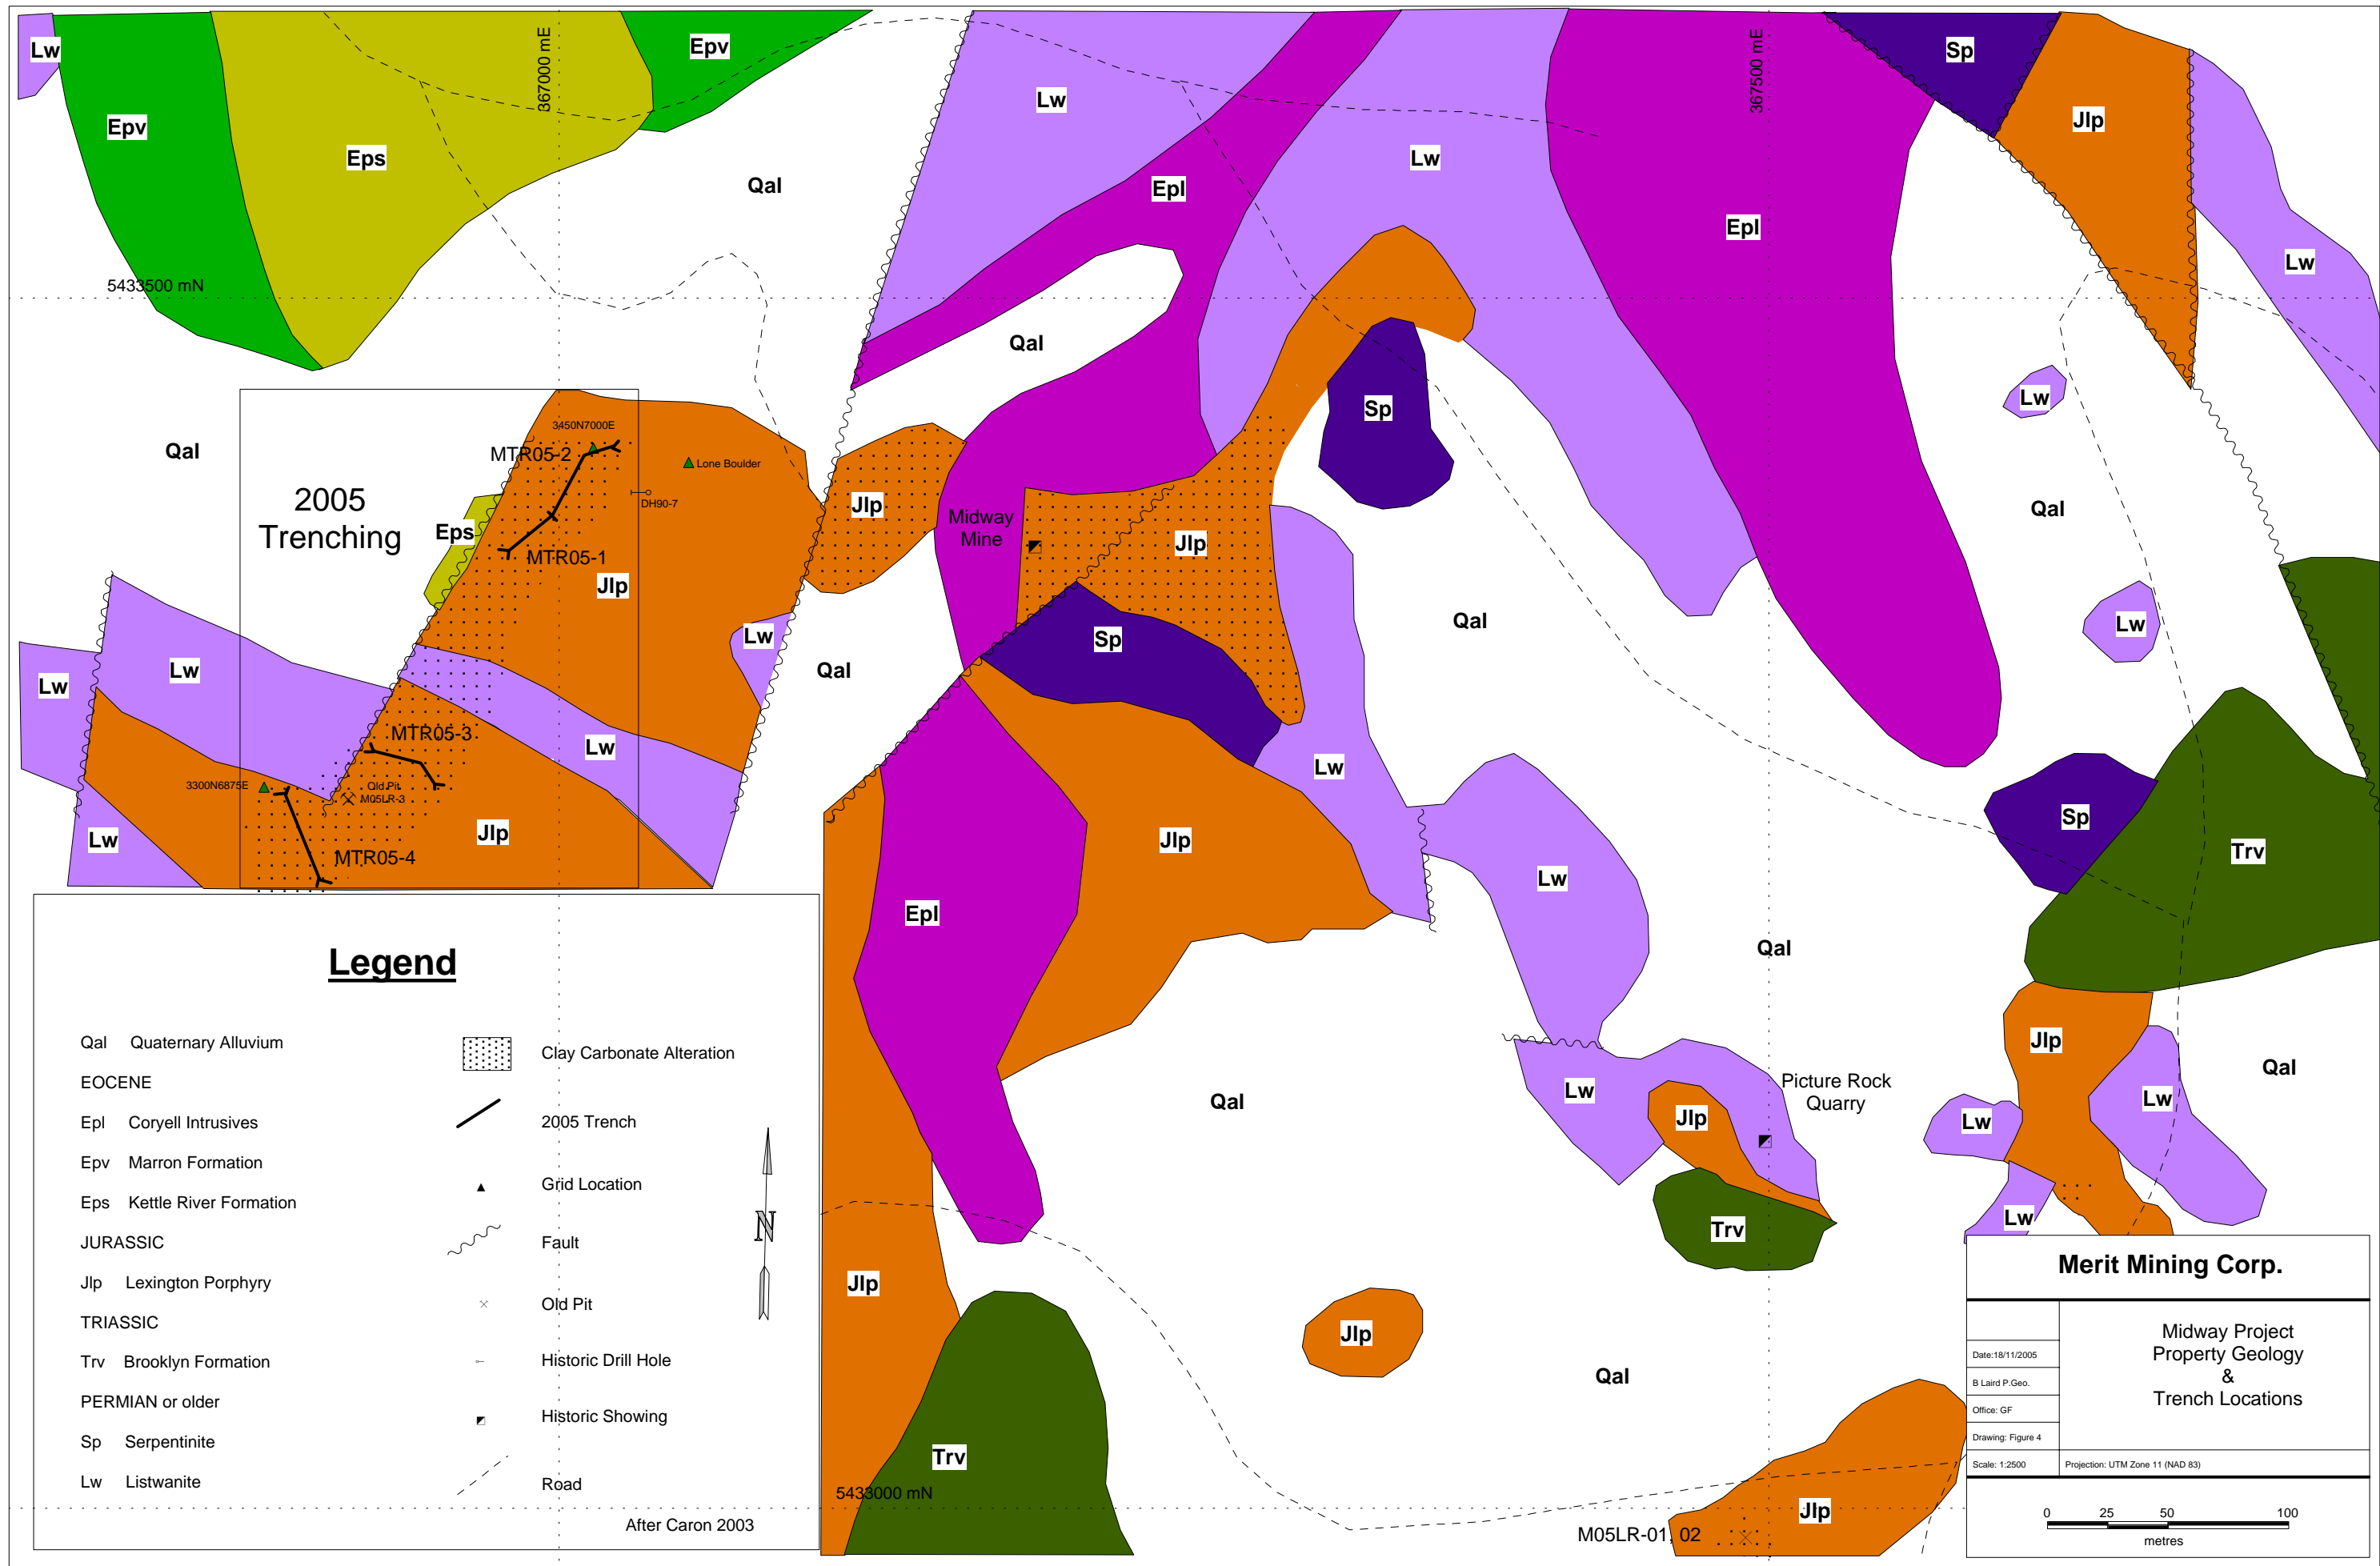 Lw
Epv
Eps
367000 mE
Epv
Lw
Epl
Lw
367500 mE
Sp
Jlp
Epl
Lw
Qal
5433500 mN
Qal
Lw
Sp
Qal
2005
Trenching
3450N7000E
MTR05-2
Lone Boulder
DH90-7
Eps
MTR05-1
Jlp
Jlp
Midway
Mine
Jlp
Qal
Qal
Lw
Lw
Lw
Lw
Qal
Sp
MTR05-3
Lw
Lw
3300N6875E
Old Pit
M05LR-3
Jlp
Lw
MTR05-4
Jlp
Sp
Trv
Lw
Epl
Qal
Legend
Qal Quaternary Alluvium
EOCENE
Epl Coryell Intrusives
Epv Marron Formation
Eps Kettle River Formation
JURASSIC
Jlp Lexington Porphyry
TRIASSIC
Trv Brooklyn Formation
PERMIAN or older
Sp Serpentinite
Lw Listwanite
Clay Carbonate Alteration
2005 Trench
Grid Location
Fault
Old Pit
Historic Drill Hole
Historic Showing
Road
N
After Caron 2003
Jlp
Qal
Qal
Lw
Jlp
Picture Rock
Quarry
Lw
Lw
Lw
Trv
Jlp
Jlp
Qal
Trv
5433000 mN
M05LR-01, 02
Jlp
Merit Mining Corp.
Midway Project
Property Geology
&
Trench Locations
Date:18/11/2005
B Laird P.Geo.
Office: GF
Drawing: Figure 4
Scale: 1:2500
Projection: UTM Zone 11 (NAD 83)
0 25 50 100
metres